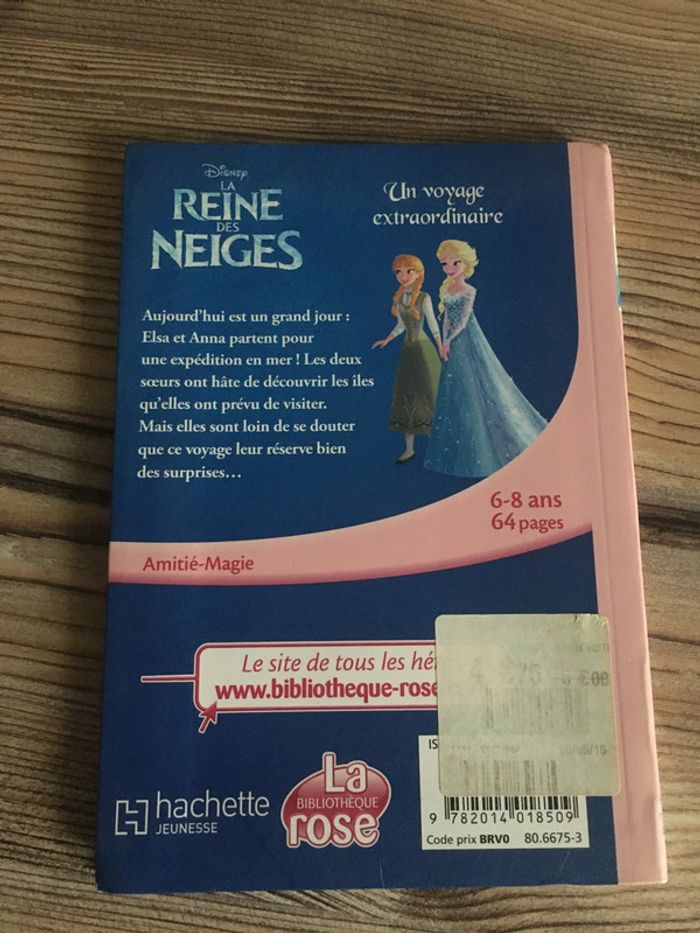 Disney
LA
REINE
DES
NEIGES
Un voyage
extraordinaire
Aujourd'hui est un grand jour :
Elsa et Anna partent pour
une expédition en mer ! Les deux
sœurs ont hâte de découvrir les îles
qu'elles ont prévu de visiter.
Mais elles sont loin de se douter
que ce voyage leur réserve bien
des surprises…
6-8 ans
64 pages
Amitié-Magie
Le site de tous les hé
www.bibliotheque-rose
IS
hachette
JEUNESSE
La
BIBLIOTHÈQUE
rose
9 782014 018509
Code prix BRV0 80.6675-3